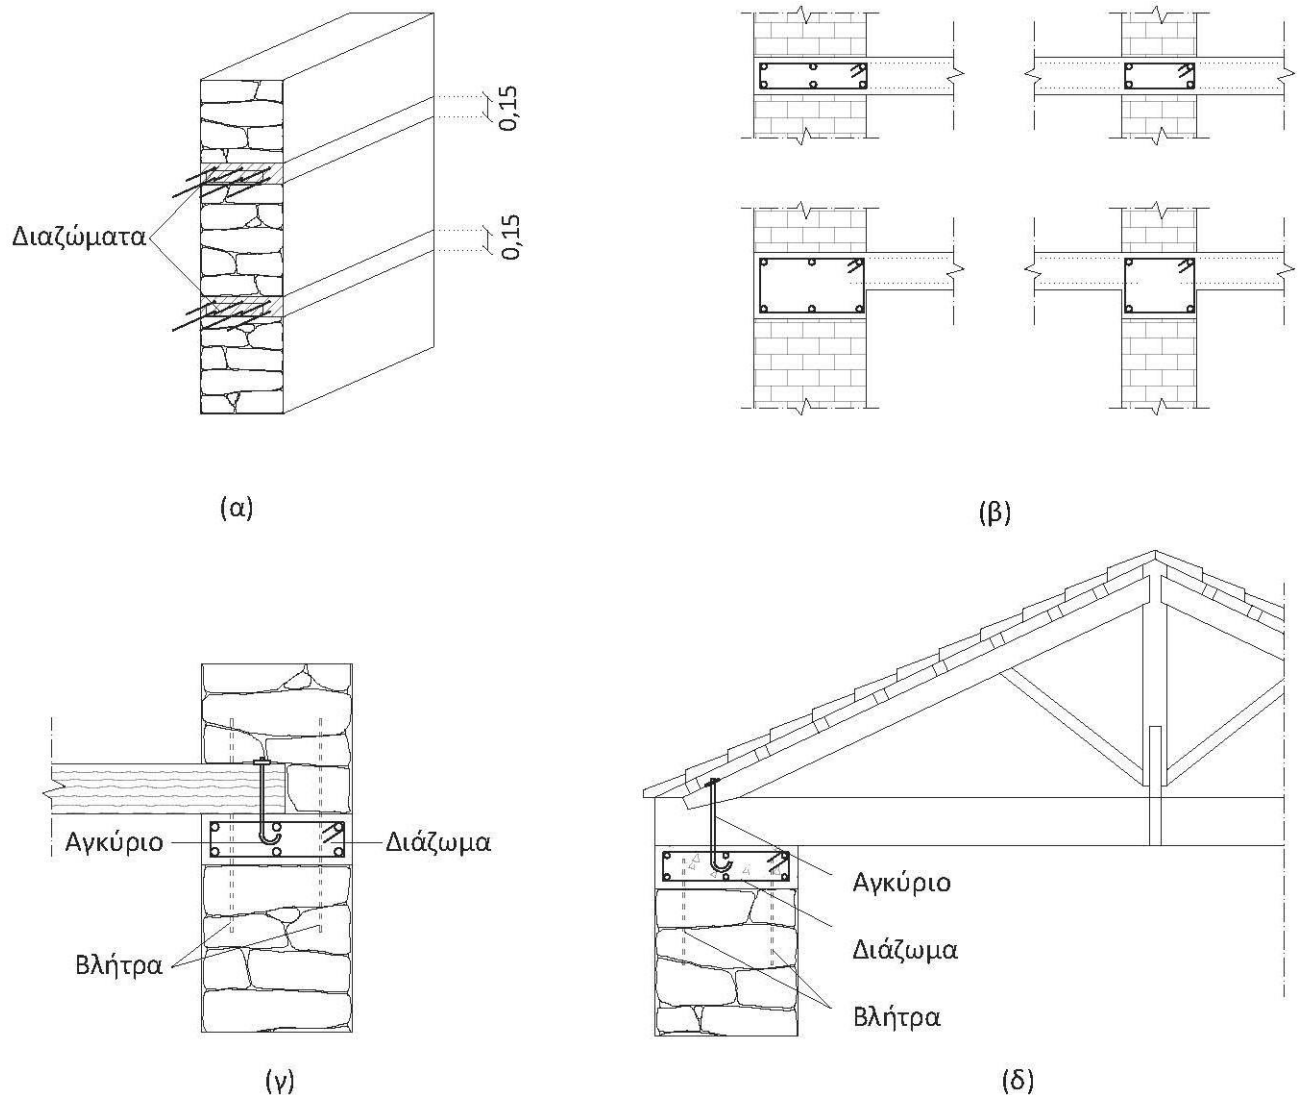 0,15
Διαζώματα
0,15
(α)
(β)
Αγκύριο
Διάζωμα
Βλήτρα
(γ)
Αγκύριο
Διάζωμα
Βλήτρα
(δ)